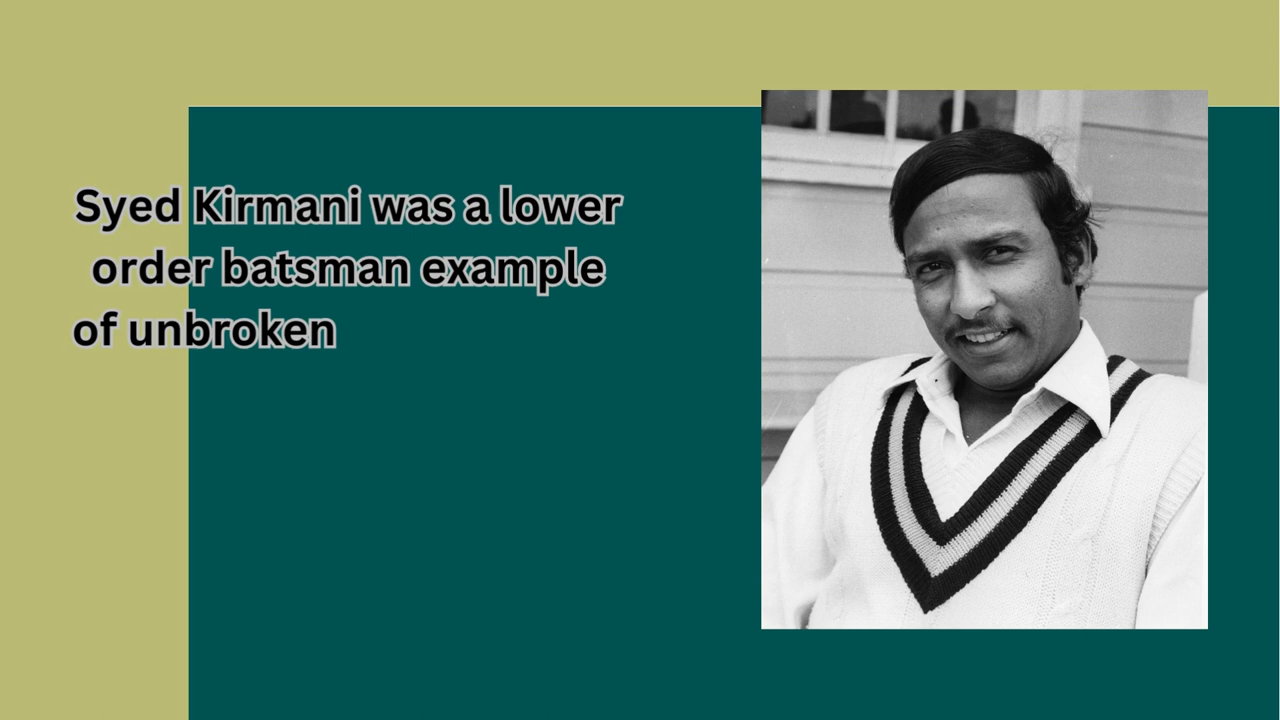 Syed Kirmani was a lower
order batsman example
of unbroken